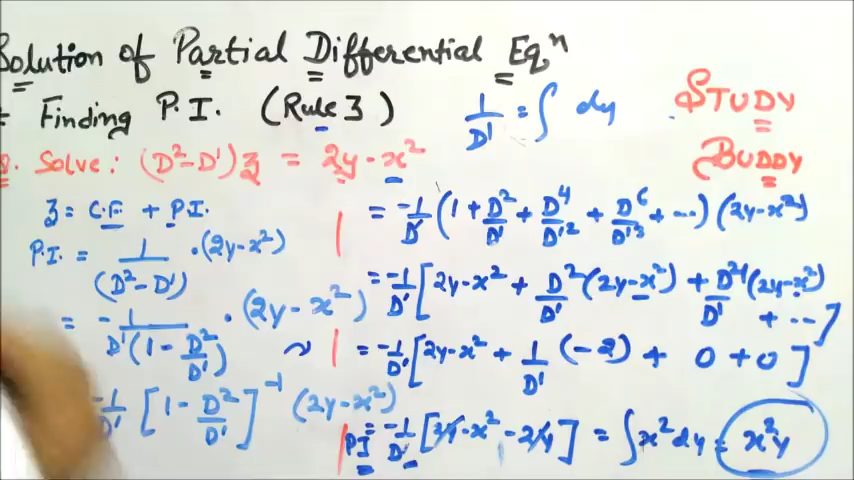 Solution of Partial Differential Eqⁿ
Finding P.I. (Rule 3)
1/D' = ∫ dy
STUDY
BUDDY
Solve: (D²-D')z = 2y-x²
z = C.F. + P.I.
P.I. = 1/(D²-D') · (2y-x²)
= -1/(D'(1-D²/D')) · (2y-x²)
-1/D' [1-D²/D']⁻¹ (2y-x²)
= -1/D' (1 + D²/D' + D⁴/D'² + D⁶/D'³ + ...) (2y-x²)
= -1/D' [2y-x² + D²/D' (2y-x²) + D⁴/D' (2y-x²)
+ ...]
= -1/D' [2y-x² + 1/D' (-2) + 0 + 0]
PI = -1/D' [2y-x²-2y] = ∫x²dy = x²y